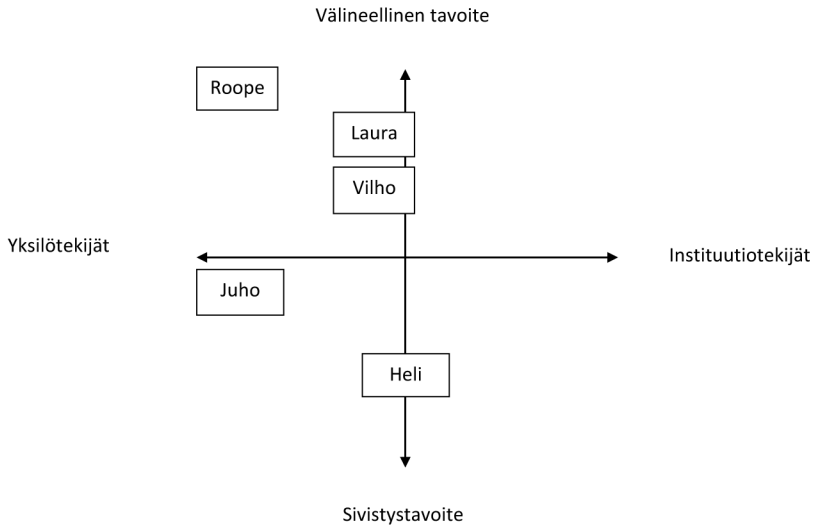 Välineellinen tavoite
Roope
Laura
Vilho
Yksilötekijät
Instituutiotekijät
Juho
Heli
Sivistystavoite